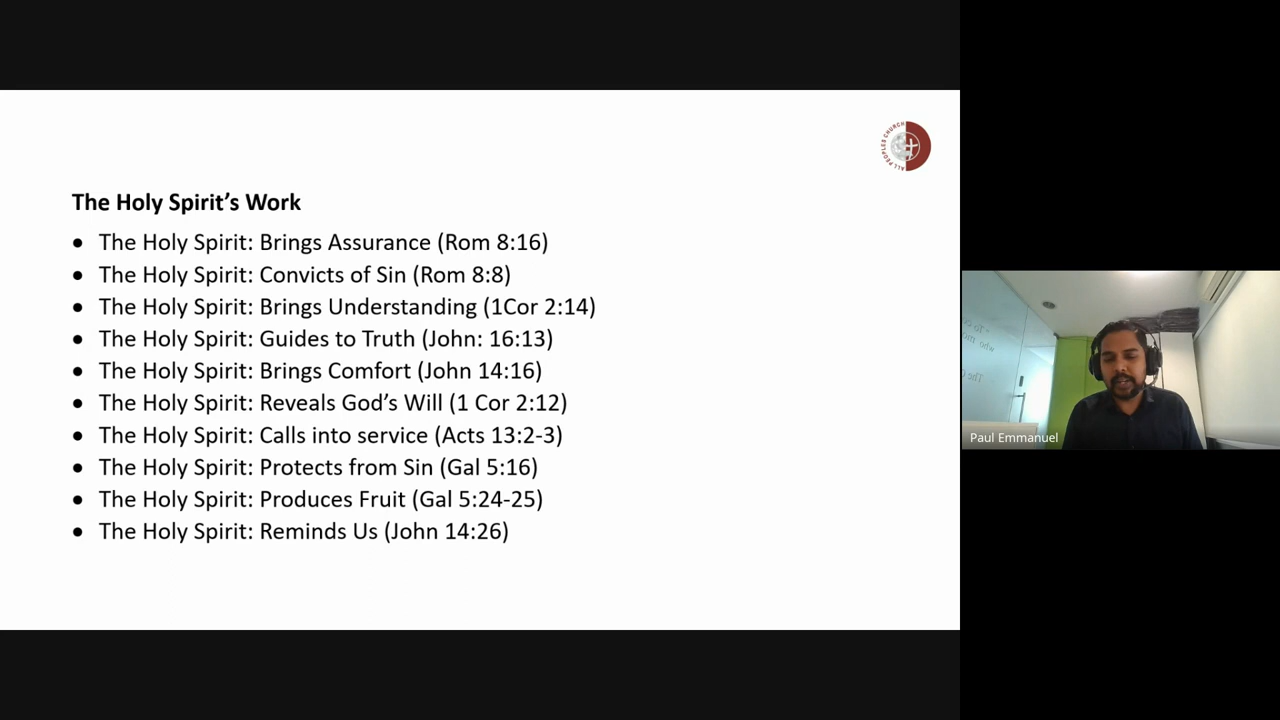 ALL PEOPLES CHURCH
The Holy Spirit’s Work
• The Holy Spirit: Brings Assurance (Rom 8:16)
• The Holy Spirit: Convicts of Sin (Rom 8:8)
• The Holy Spirit: Brings Understanding (1Cor 2:14)
• The Holy Spirit: Guides to Truth (John: 16:13)
• The Holy Spirit: Brings Comfort (John 14:16)
• The Holy Spirit: Reveals God’s Will (1 Cor 2:12)
• The Holy Spirit: Calls into service (Acts 13:2-3)
• The Holy Spirit: Protects from Sin (Gal 5:16)
• The Holy Spirit: Produces Fruit (Gal 5:24-25)
• The Holy Spirit: Reminds Us (John 14:26)
Paul Emmanuel